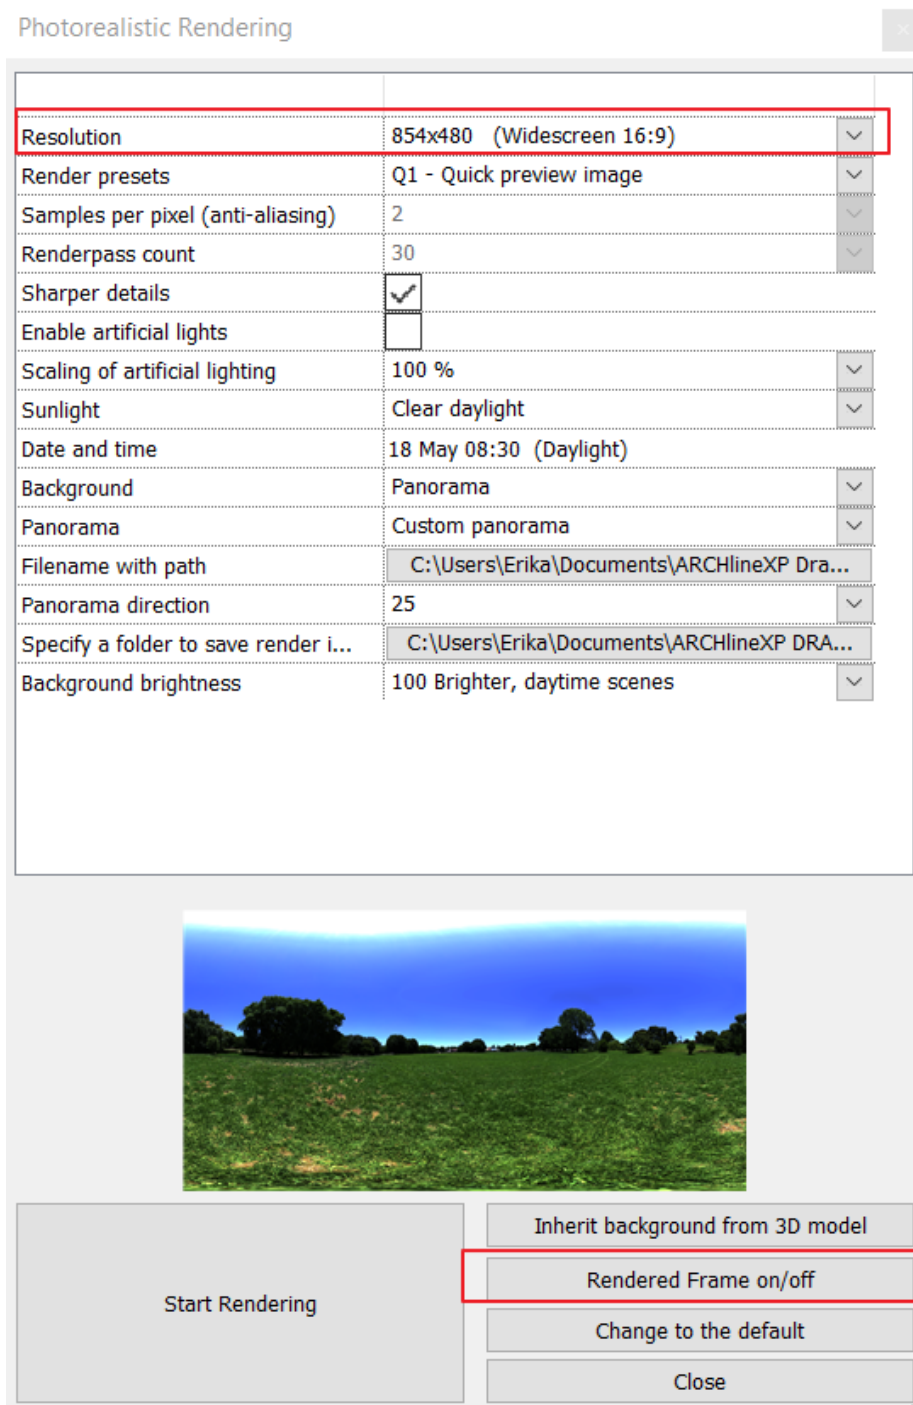 Photorealistic Rendering
Resolution 854x480 (Widescreen 16:9)
Render presets Q1 - Quick preview image
Samples per pixel (anti-aliasing) 2
Renderpass count 30
Sharper details
Enable artificial lights
Scaling of artificial lighting 100 %
Sunlight Clear daylight
Date and time 18 May 08:30 (Daylight)
Background Panorama
Panorama Custom panorama
Filename with path C:\Users\Erika\Documents\ARCHlineXP Dra...
Panorama direction 25
Specify a folder to save render i... C:\Users\Erika\Documents\ARCHlineXP DRA...
Background brightness 100 Brighter, daytime scenes
Start Rendering
Inherit background from 3D model
Rendered Frame on/off
Change to the default
Close